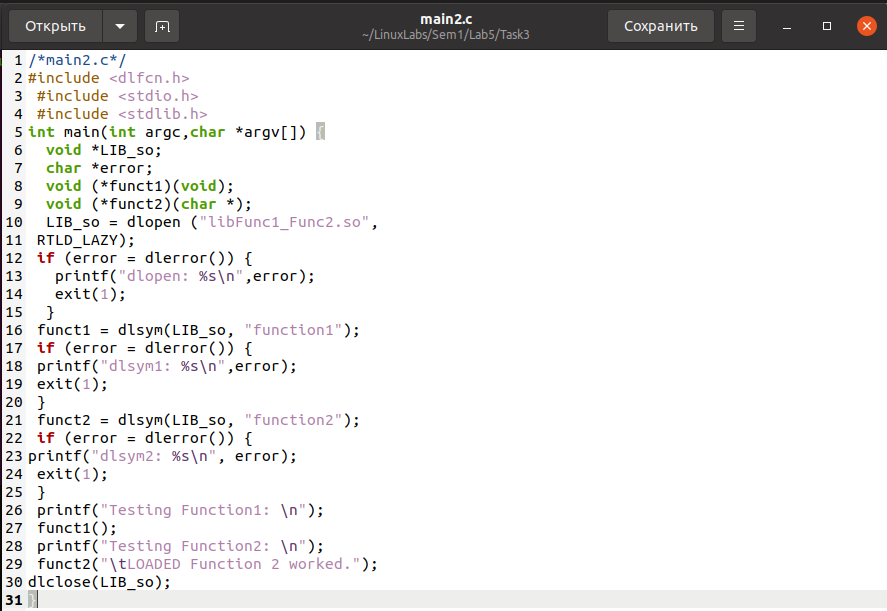 Открыть
main2.c
~/LinuxLabs/Sem1/Lab5/Task3
Сохранить
1 /*main2.c*/
2 #include <dlfcn.h>
3  #include <stdio.h>
4  #include <stdlib.h>
5 int main(int argc,char *argv[]) {
6   void *LIB_so;
7   char *error;
8   void (*funct1)(void);
9   void (*funct2)(char *);
10   LIB_so = dlopen ("libFunc1_Func2.so",
11  RTLD_LAZY);
12  if (error = dlerror()) {
13    printf("dlopen: %s\n",error);
14    exit(1);
15   }
16  funct1 = dlsym(LIB_so, "function1");
17  if (error = dlerror()) {
18  printf("dlsym1: %s\n",error);
19  exit(1);
20  }
21  funct2 = dlsym(LIB_so, "function2");
22  if (error = dlerror()) {
23 printf("dlsym2: %s\n", error);
24  exit(1);
25  }
26  printf("Testing Function1: \n");
27  funct1();
28  printf("Testing Function2: \n");
29  funct2("\tLOADED Function 2 worked.");
30 dlclose(LIB_so);
31 }